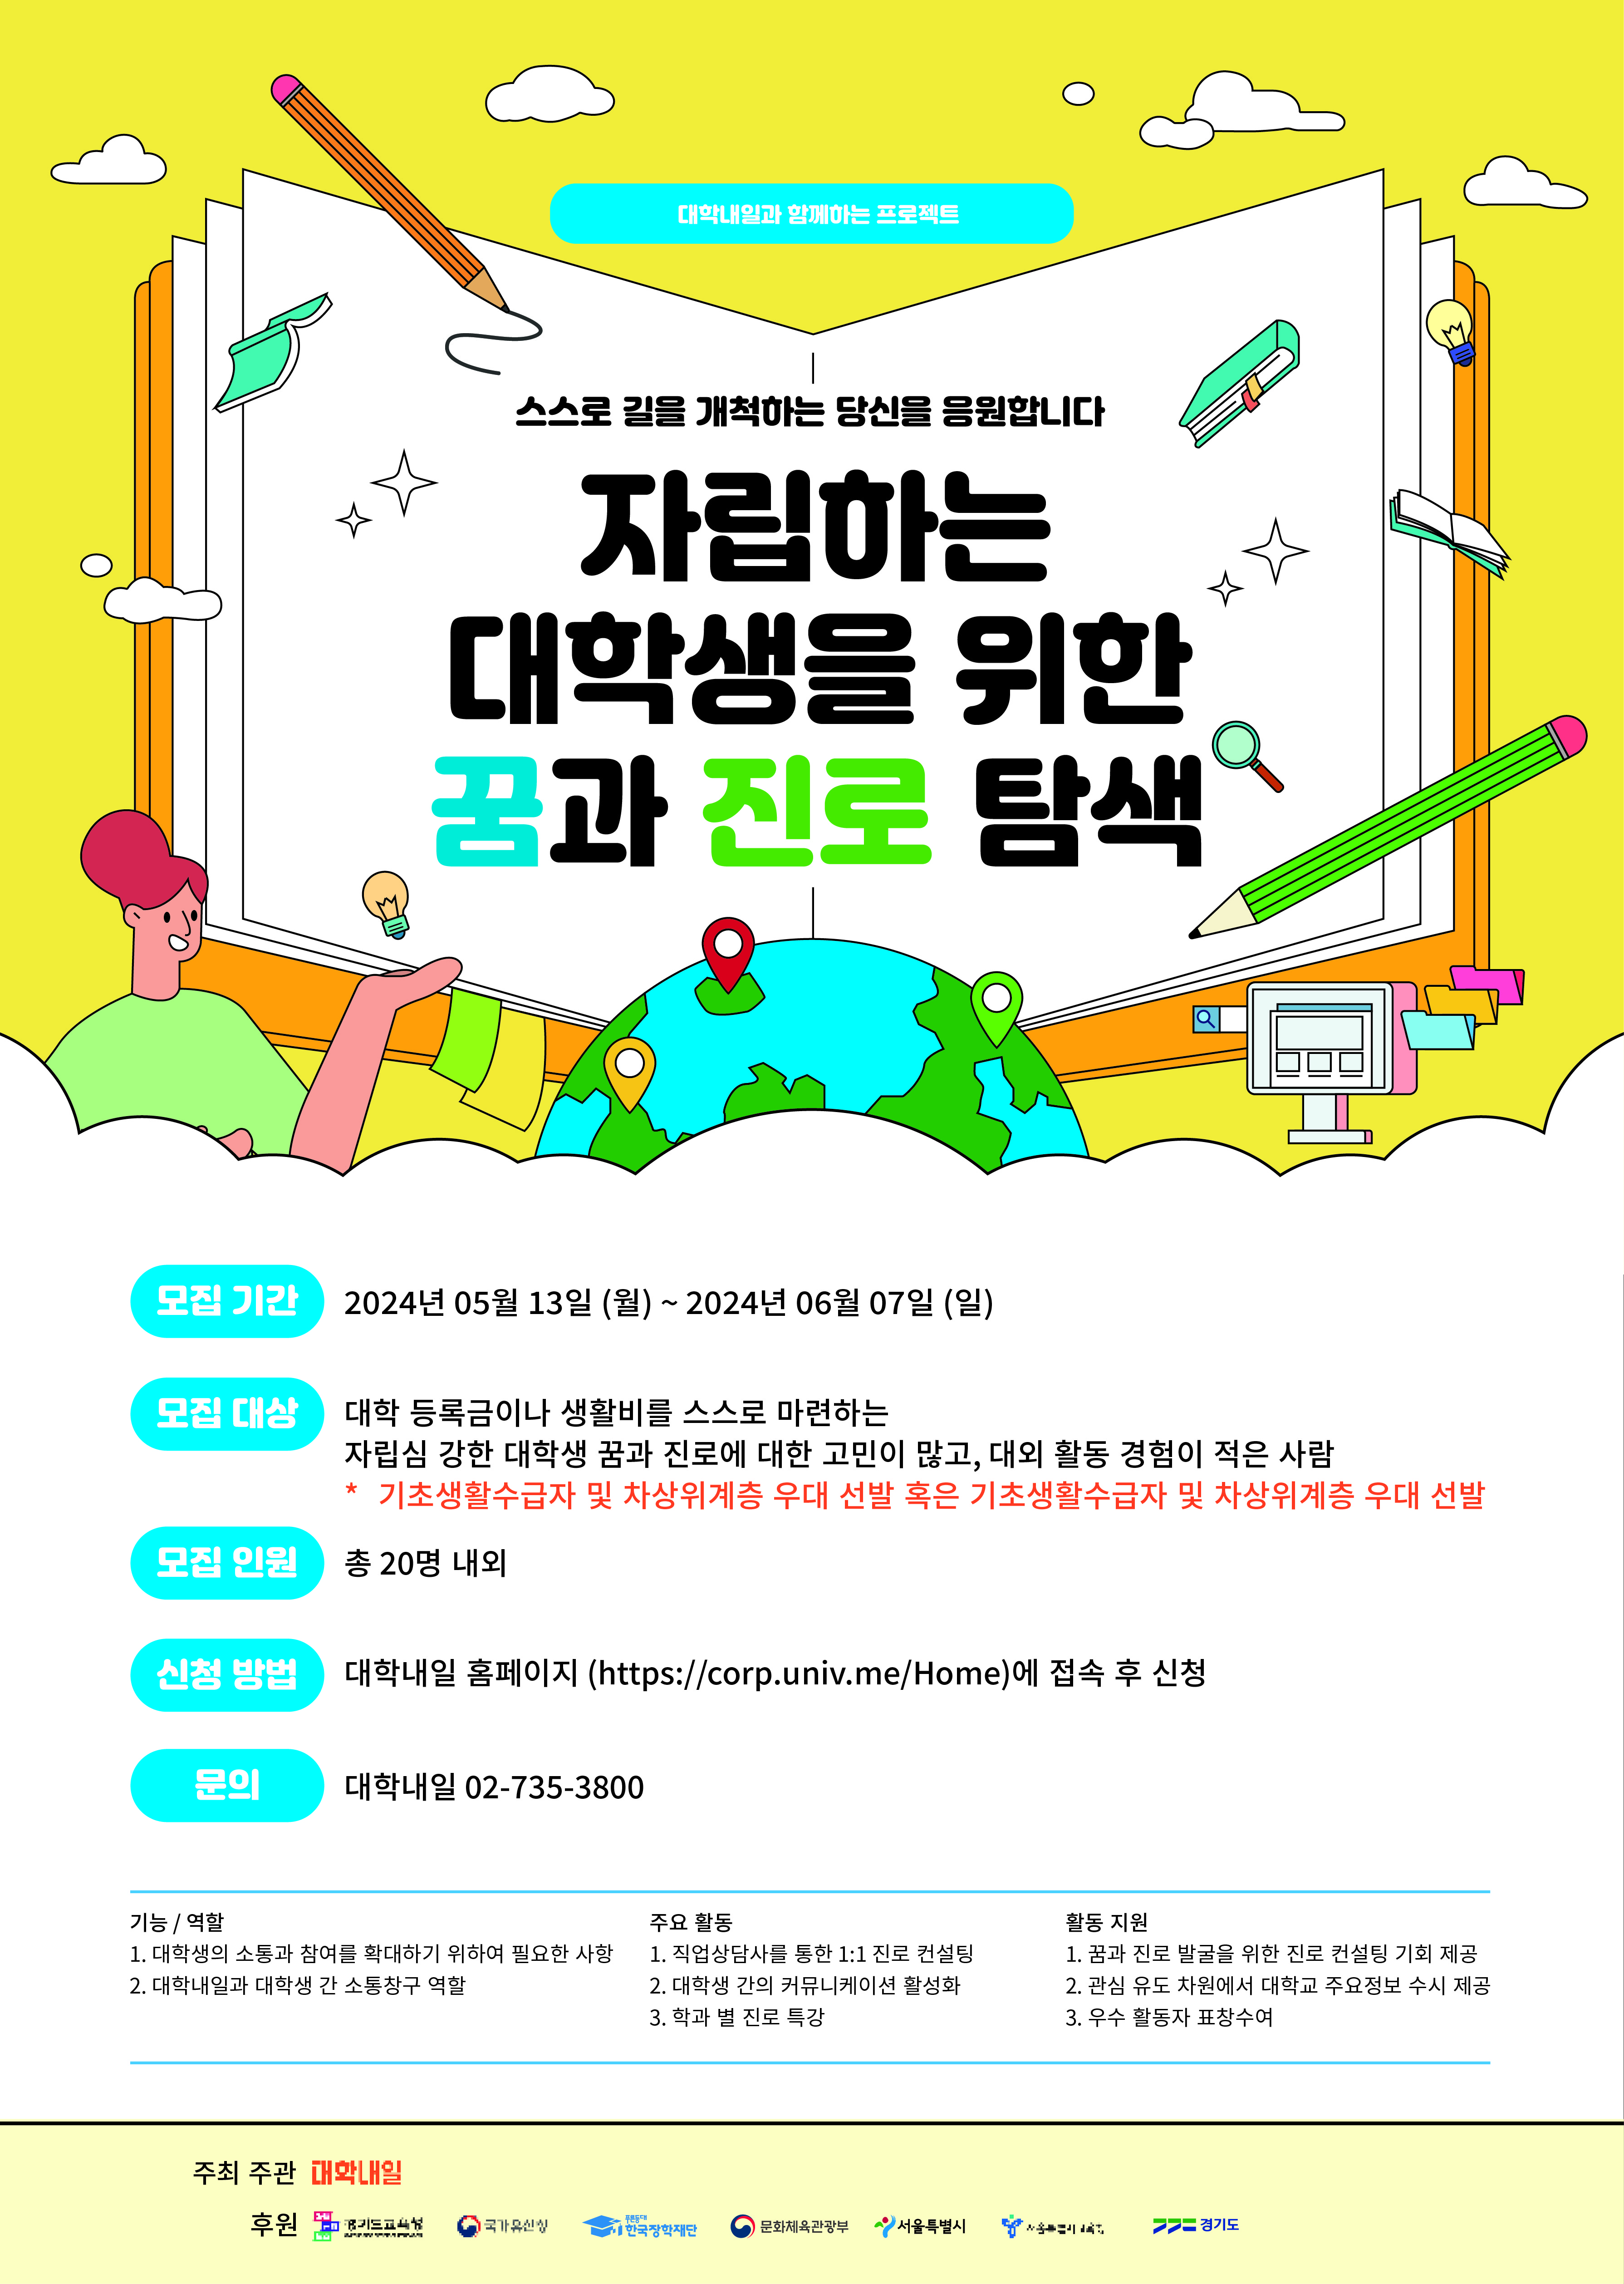 대학내일과 함께하는 프로젝트
스스로 길을 개척하는 당신을 응원합니다
자립하는
대학생을 위한
꿈과 진로 탐색
모집 기간
2024년 05월 13일 (월) ~ 2024년 06월 07일 (일)
모집 대상
대학 등록금이나 생활비를 스스로 마련하는
자립심 강한 대학생 꿈과 진로에 대한 고민이 많고, 대외 활동 경험이 적은 사람
* 기초생활수급자 및 차상위계층 우대 선발 혹은 기초생활수급자 및 차상위계층 우대 선발
모집 인원
총 20명 내외
신청 방법
대학내일 홈페이지 (https://corp.univ.me/Home)에 접속 후 신청
문의
대학내일 02-735-3800
기능 / 역할
1. 대학생의 소통과 참여를 확대하기 위하여 필요한 사항
2. 대학내일과 대학생 간 소통창구 역할
주요 활동
1. 직업상담사를 통한 1:1 진로 컨설팅
2. 대학생 간의 커뮤니케이션 활성화
3. 학과 별 진로 특강
활동 지원
1. 꿈과 진로 발굴을 위한 진로 컨설팅 기회 제공
2. 관심 유도 차원에서 대학교 주요정보 수시 제공
3. 우수 활동자 표창수여
주최 주관 대학내일
후원
국가유산청
푸른등대
한국장학재단
문화체육관광부
서울특별시
경기도